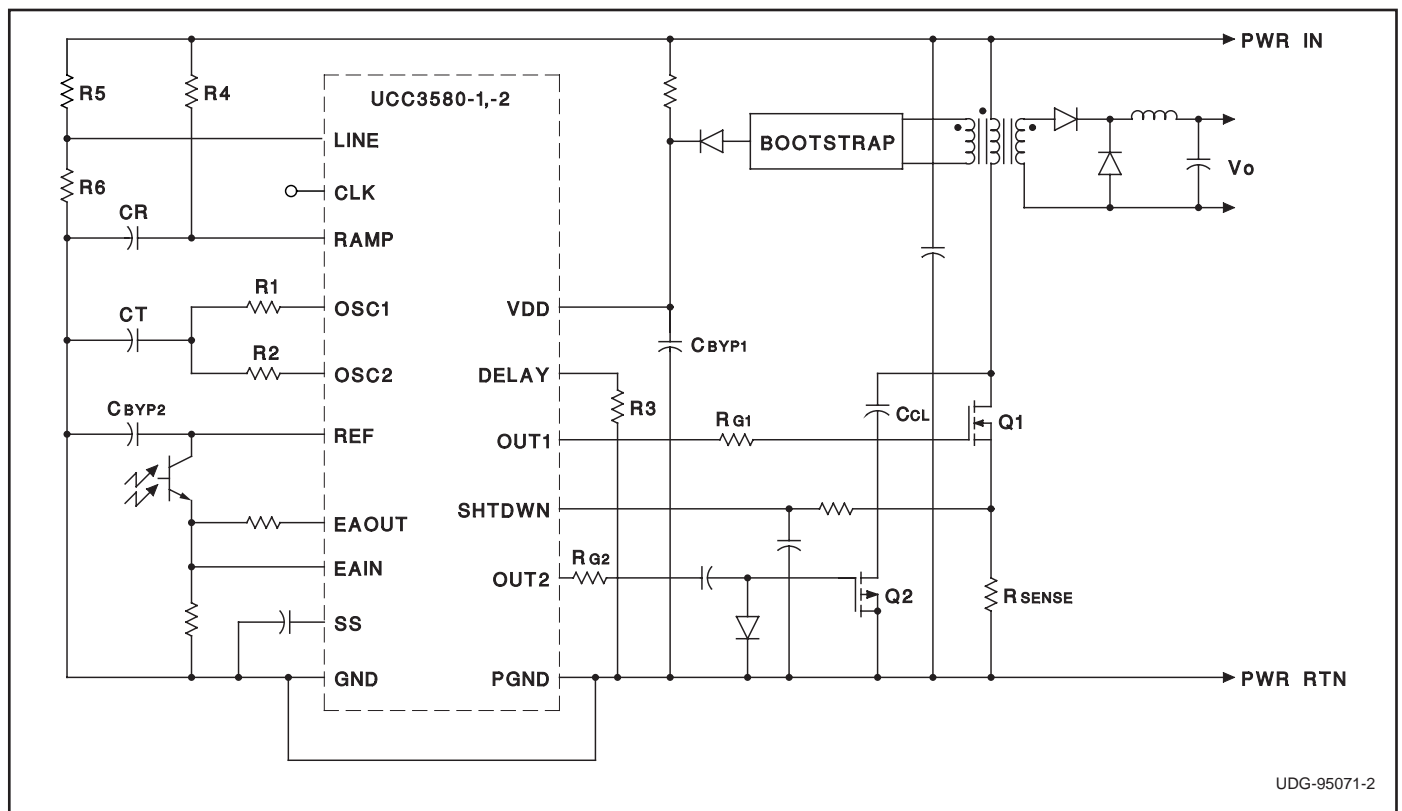 PWR IN
R5
R4
UCC3580-1,-2
LINE
BOOTSTRAP
Vo
R6
CLK
CR
RAMP
R1
OSC1
VDD
CT
CBYP1
R2
OSC2
DELAY
R3
CCL
CBYP2
RG1
Q1
REF
OUT1
SHTDWN
EAOUT
RG2
EAIN
OUT2
Q2
RSENSE
SS
GND
PGND
PWR RTN
UDG-95071-2